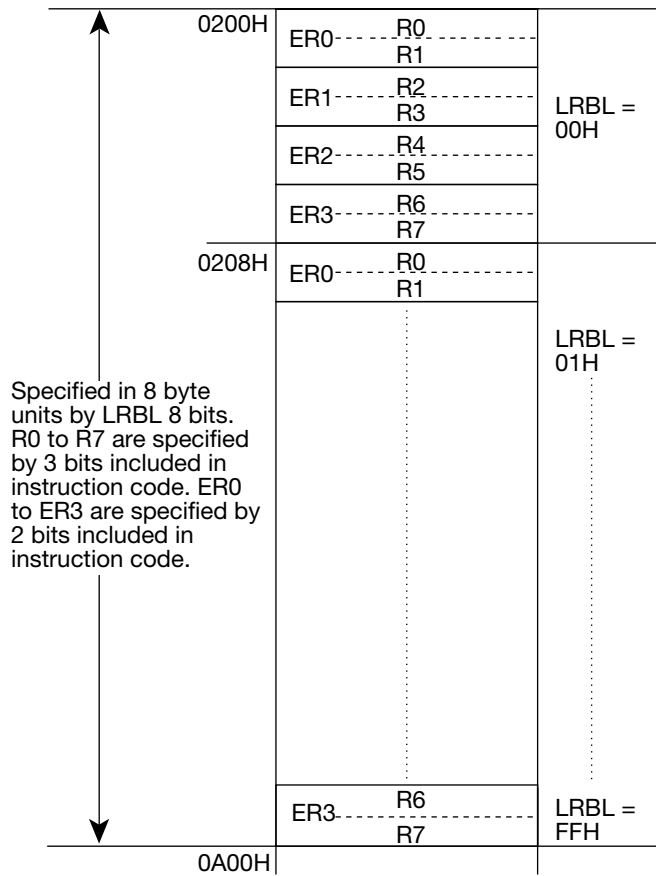 0200H
ER0
R0
R1
ER1
R2
R3
ER2
R4
R5
ER3
R6
R7
LRBL =
00H
0208H
ER0
R0
R1
LRBL =
01H
Specified in 8 byte
units by LRBL 8 bits.
R0 to R7 are specified
by 3 bits included in
instruction code. ER0
to ER3 are specified by
2 bits included in
instruction code.
ER3
R6
R7
LRBL =
FFH
0A00H